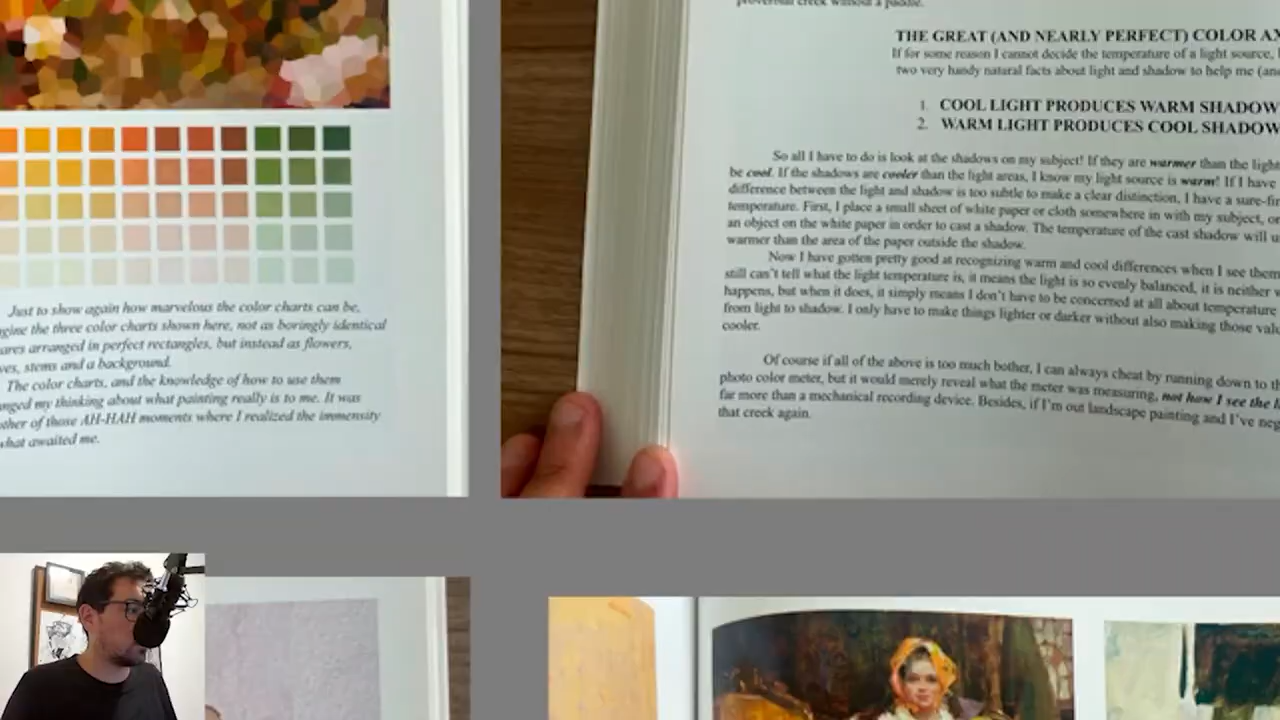 Just to show again how marvelous the color charts can be,
gine the three color charts shown here, not as boringly identical
ares arranged in perfect rectangles, but instead as flowers,
ves, stems and a background.
The color charts, and the knowledge of how to use them
nged my thinking about what painting really is to me. It was
other of those AH-HAH moments where I realized the immensity
what awaited me.
proverbial creek without a paddle.
THE GREAT (AND NEARLY PERFECT) COLOR AX
If for some reason I cannot decide the temperature of a light source,
two very handy natural facts about light and shadow to help me (and
1. COOL LIGHT PRODUCES WARM SHADOW
2. WARM LIGHT PRODUCES COOL SHADOW
So all I have to do is look at the shadows on my subject! If they are warmer than the light
be cool. If the shadows are cooler than the light areas, I know my light source is warm! If I have
difference between the light and shadow is too subtle to make a clear distinction, I have a sure-fir
temperature. First, I place a small sheet of white paper or cloth somewhere in with my subject, or
an object on the white paper in order to cast a shadow. The temperature of the cast shadow will u
warmer than the area of the paper outside the shadow.
Now I have gotten pretty good at recognizing warm and cool differences when I see them
still can't tell what the light temperature is, it means the light is so evenly balanced, it is neither w
happens, but when it does, it simply means I don't have to be concerned at all about temperature
from light to shadow. I only have to make things lighter or darker without also making those valu
cooler.
Of course if all of the above is too much bother, I can always cheat by running down to th
photo color meter, but it would merely reveal what the meter was measuring, not how I see the l
far more than a mechanical recording device. Besides, if I'm out landscape painting and I've neg
that creek again.